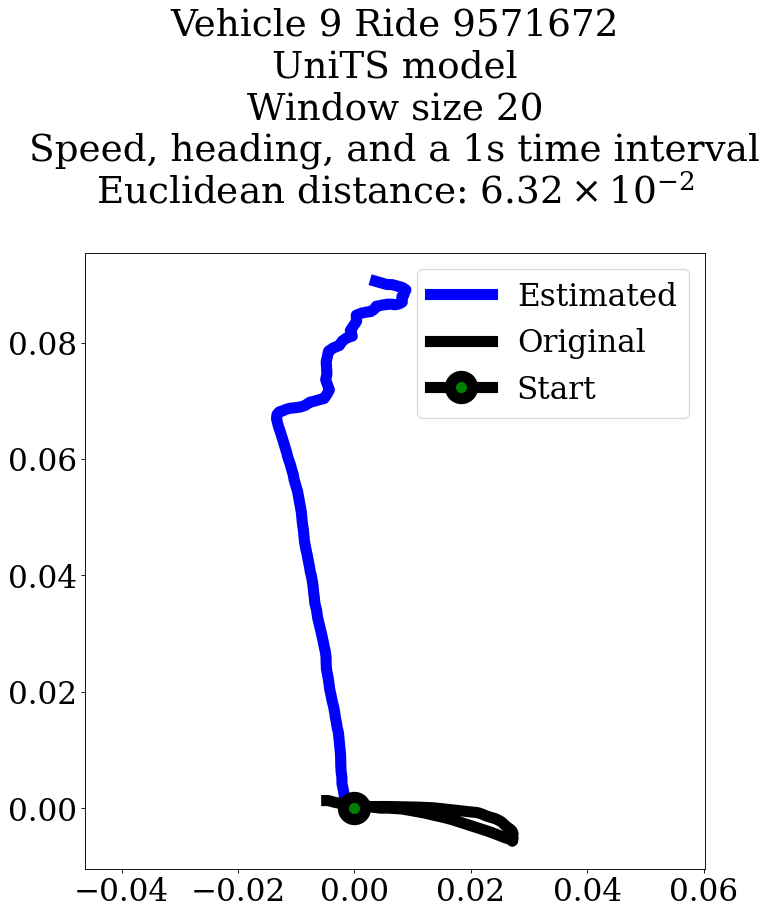 Vehicle 9 Ride 9571672
UniTS model
Window size 20
Speed, heading, and a 1s time interval
Euclidean distance: 6.32 × 10⁻²
Estimated
Original
Start
0.08
0.06
0.04
0.02
0.00
−0.04 −0.02 0.00 0.02 0.04 0.06